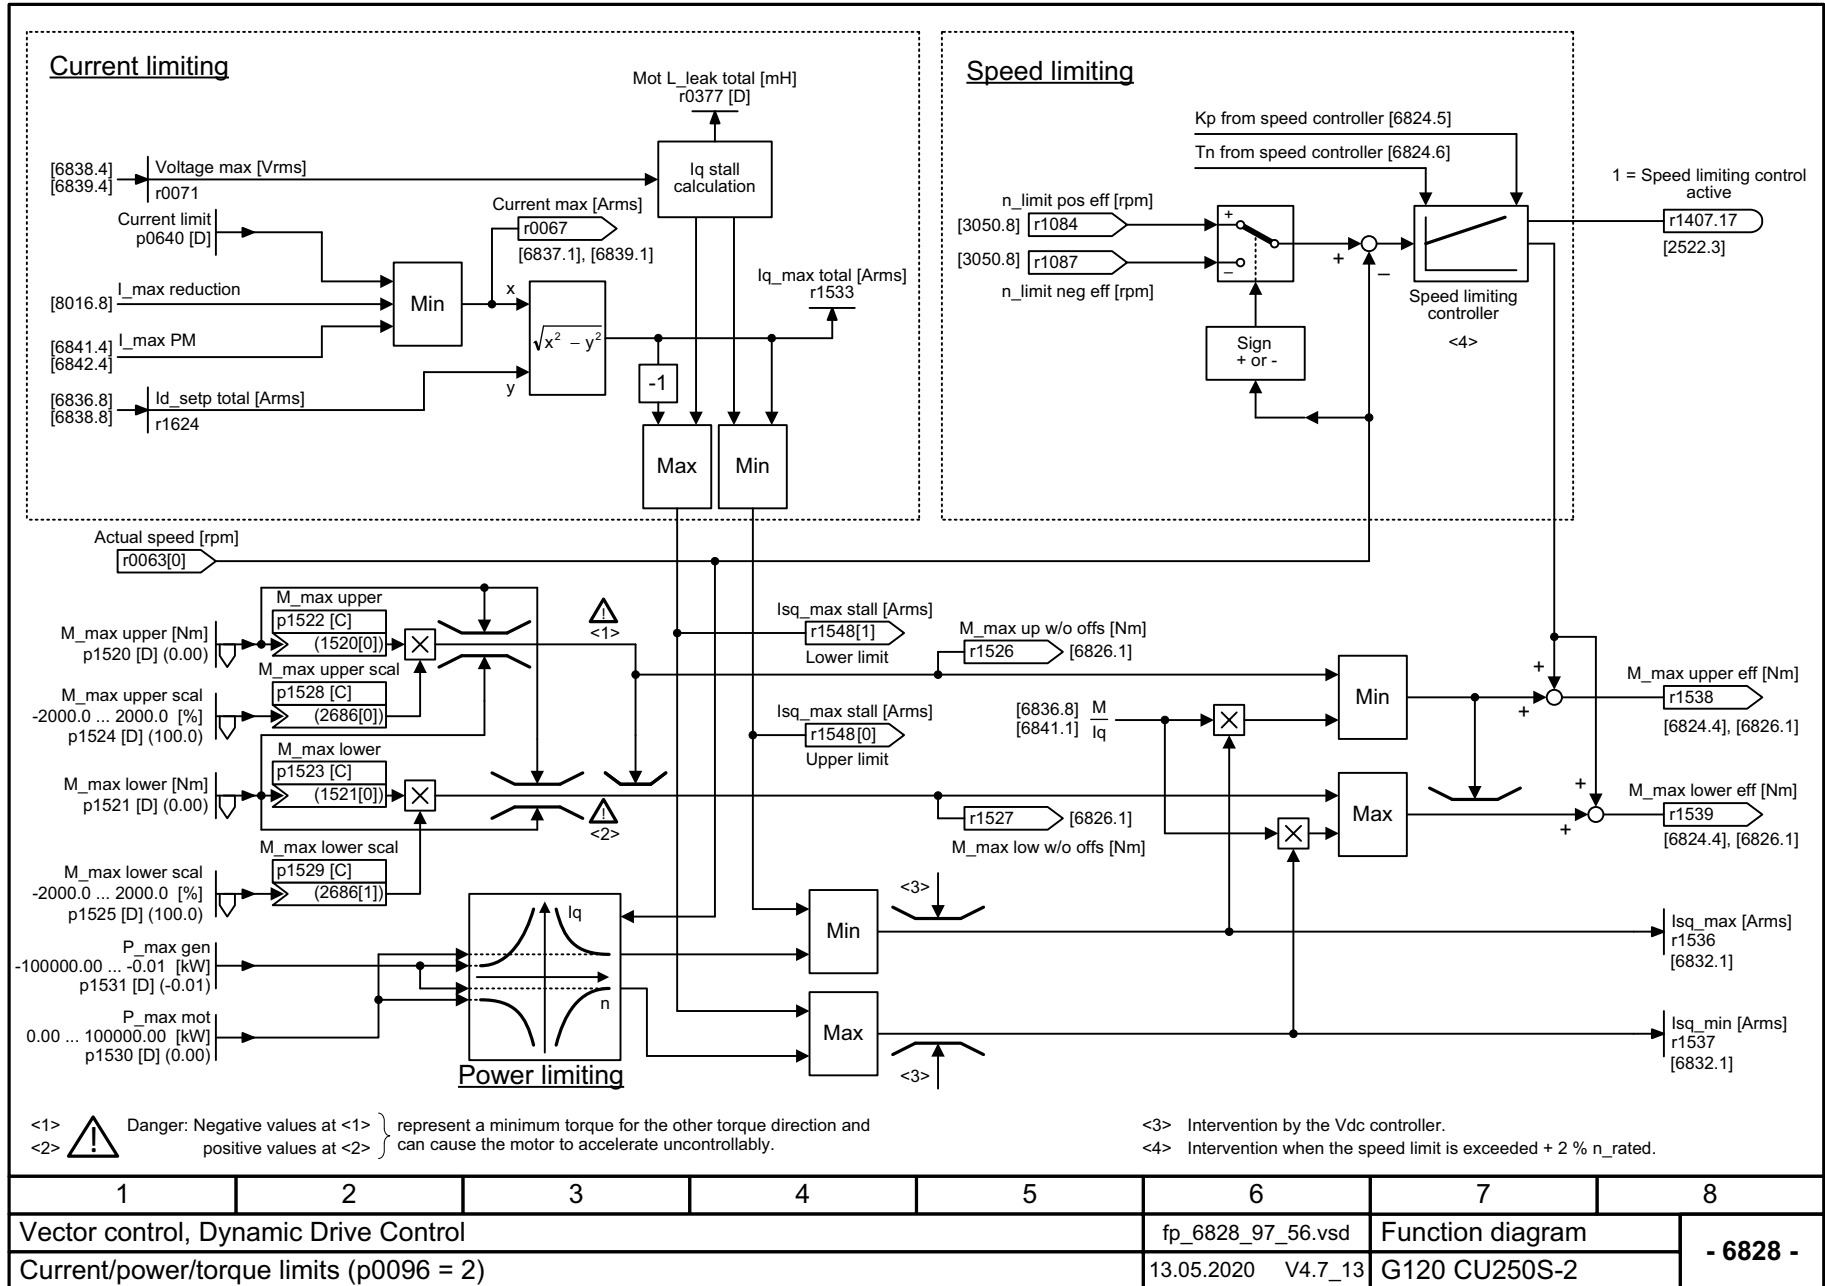 Current limiting
Mot L_leak total [mH]
r0377 [D]
[6838.4]
[6839.4]
Voltage max [Vrms]
r0071
Iq stall
calculation
Current limit
p0640 [D]
Current max [Arms]
r0067
[6837.1], [6839.1]
[8016.8]
I_max reduction
Min
x
√x² – y²
y
Iq_max total [Arms]
r1533
[6841.4]
[6842.4]
I_max PM
[6836.8]
[6838.8]
Id_setp total [Arms]
r1624
-1
Max
Min
Speed limiting
Kp from speed controller [6824.5]
Tn from speed controller [6824.6]
n_limit pos eff [rpm]
[3050.8]
r1084
[3050.8]
r1087
n_limit neg eff [rpm]
+
–
+
–
Sign
+ or -
Speed limiting
controller
<4>
1 = Speed limiting control
active
r1407.17
[2522.3]
Actual speed [rpm]
r0063[0]
M_max upper [Nm]
p1520 [D] (0.00)
M_max upper
p1522 [C]
(1520[0])
M_max upper scal
-2000.0 ... 2000.0 [%]
p1524 [D] (100.0)
M_max upper scal
p1528 [C]
(2686[0])
M_max lower [Nm]
p1521 [D] (0.00)
M_max lower
p1523 [C]
(1521[0])
M_max lower scal
-2000.0 ... 2000.0 [%]
p1525 [D] (100.0)
M_max lower scal
p1529 [C]
(2686[1])
×
×
!
<1>
!
<2>
Isq_max stall [Arms]
r1548[1]
Lower limit
Isq_max stall [Arms]
r1548[0]
Upper limit
M_max up w/o offs [Nm]
r1526
[6826.1]
[6836.8]
[6841.1]
M
Iq
r1527
[6826.1]
M_max low w/o offs [Nm]
×
×
Min
Max
+
+
+
+
M_max upper eff [Nm]
r1538
[6824.4], [6826.1]
M_max lower eff [Nm]
r1539
[6824.4], [6826.1]
P_max gen
-100000.00 ... -0.01 [kW]
p1531 [D] (-0.01)
P_max mot
0.00 ... 100000.00 [kW]
p1530 [D] (0.00)
Iq
n
Power limiting
Min
Max
<3>
<3>
Isq_max [Arms]
r1536
[6832.1]
Isq_min [Arms]
r1537
[6832.1]
<1>
<2>
!
Danger: Negative values at <1>
positive values at <2>
represent a minimum torque for the other torque direction and
can cause the motor to accelerate uncontrollably.
<3> Intervention by the Vdc controller.
<4> Intervention when the speed limit is exceeded + 2 % n_rated.
1 2 3 4 5 6 7 8
Vector control, Dynamic Drive Control
fp_6828_97_56.vsd
Function diagram
- 6828 -
Current/power/torque limits (p0096 = 2)
13.05.2020 V4.7_13
G120 CU250S-2